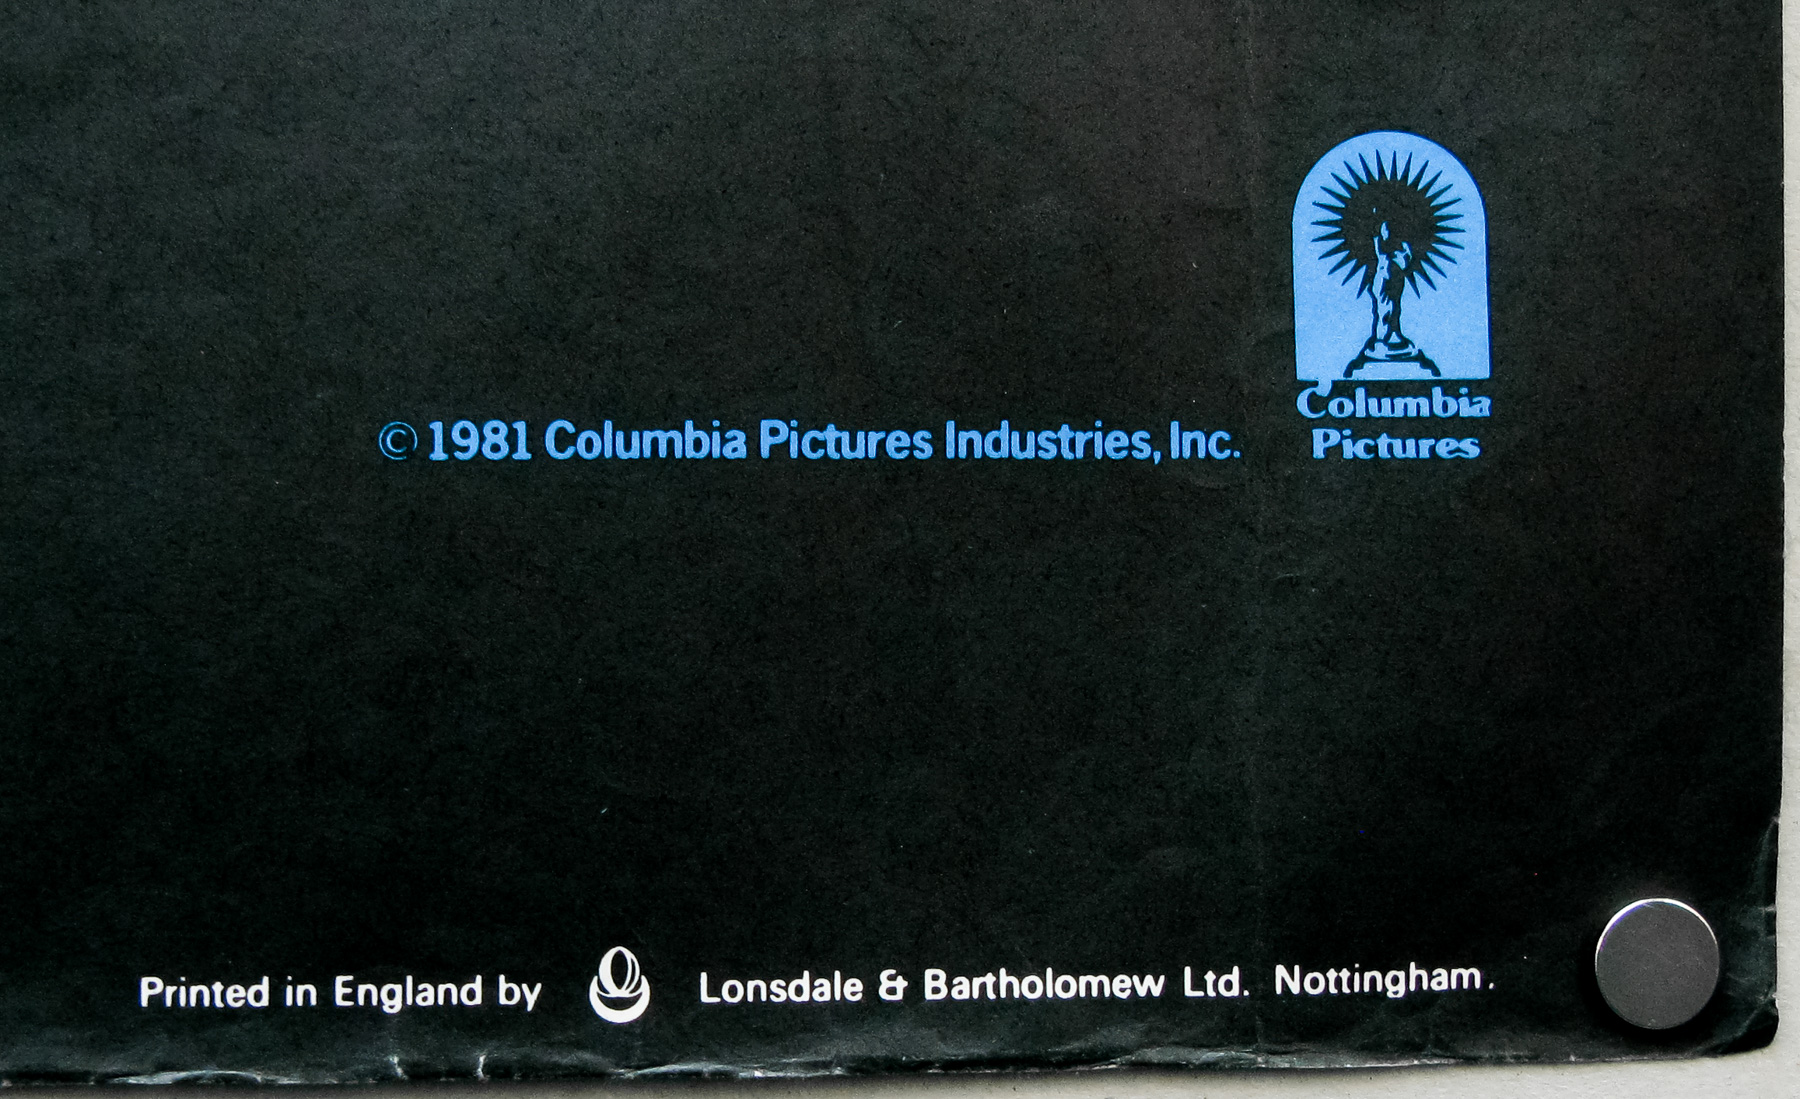 © 1981 Columbia Pictures Industries, Inc.
Columbia
Pictures
Printed in England by Lonsdale & Bartholomew Ltd. Nottingham.